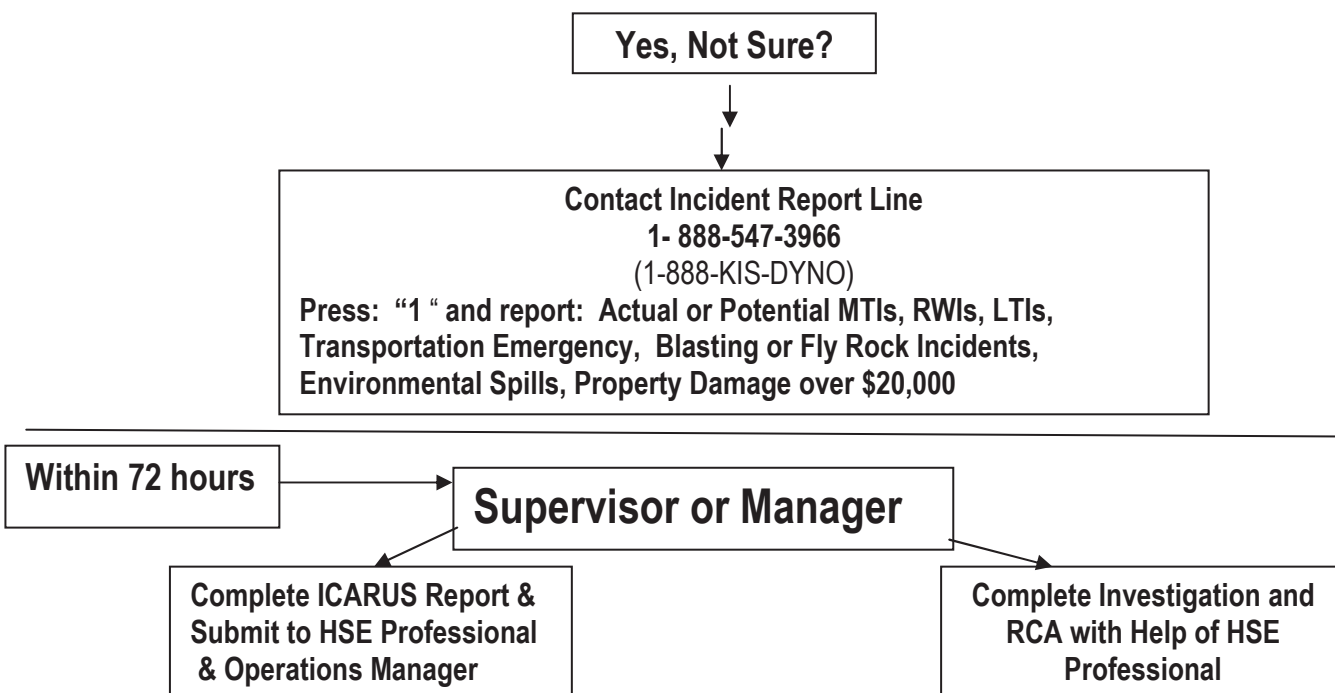 Yes, Not Sure?
Contact Incident Report Line
1- 888-547-3966
(1-888-KIS-DYNO)
Press: “1 “ and report: Actual or Potential MTIs, RWIs, LTIs,
Transportation Emergency, Blasting or Fly Rock Incidents,
Environmental Spills, Property Damage over $20,000
Within 72 hours
Supervisor or Manager
Complete ICARUS Report &
Submit to HSE Professional
& Operations Manager
Complete Investigation and
RCA with Help of HSE
Professional